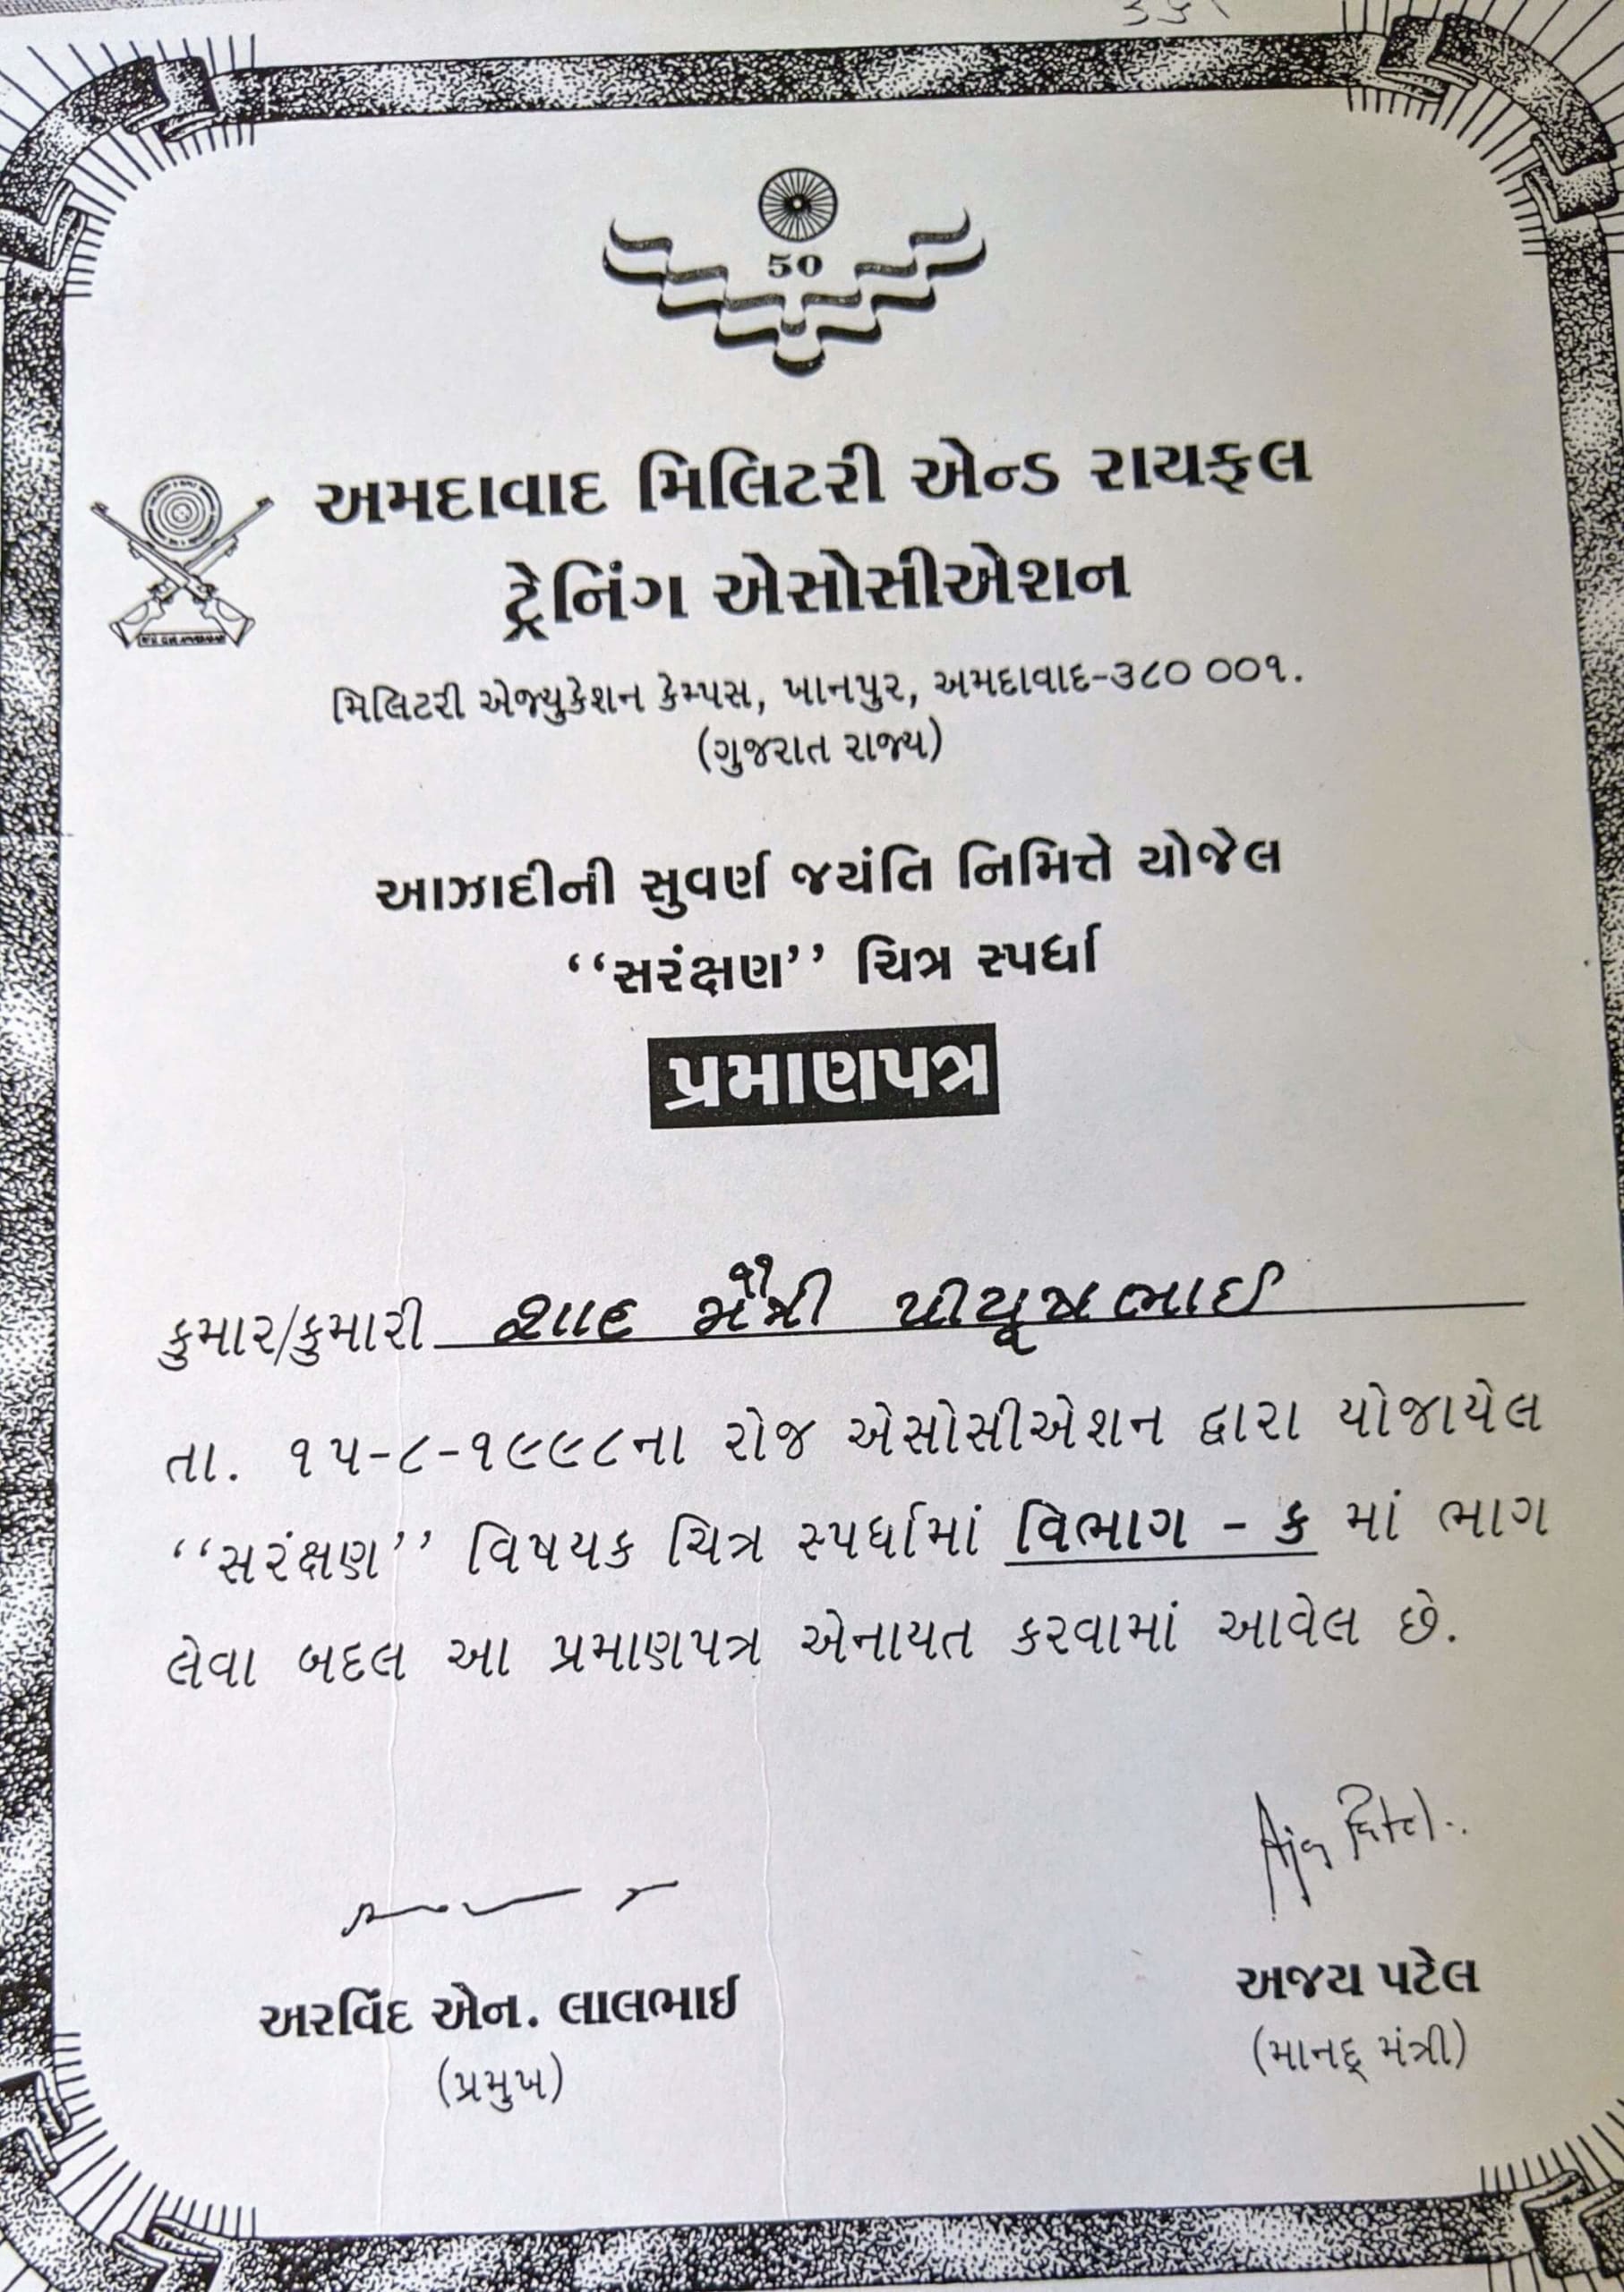 50
અમદાવાદ મિલિટરી એન્ડ રાયફલ
ટ્રેનિંગ એસોસીએશન
મિલિટરી એજ્યુકેશન કેમ્પસ, ખાનપુર, અમદાવાદ-૩૮૦ ૦૦૧.
(ગુજરાત રાજ્ય)
આઝાદીની સુવર્ણ જયંતિ નિમિત્તે યોજેલ
‘‘સરંક્ષણ’’ ચિત્ર સ્પર્ધા
પ્રમાણપત્ર
કુમાર/કુમારી શાહ મૈત્રી પીયૂષભાઈ
તા. ૧૫-૮-૧૯૯૮ના રોજ એસોસીએશન દ્વારા યોજાયેલ
‘‘સરંક્ષણ’’ વિષયક ચિત્ર સ્પર્ધામાં વિભાગ - ક માં ભાગ
લેવા બદલ આ પ્રમાણપત્ર એનાયત કરવામાં આવેલ છે.
Ajay Patel
અરવિંદ એન. લાલભાઈ
(પ્રમુખ)
અજય પટેલ
(માનદ્ મંત્રી)